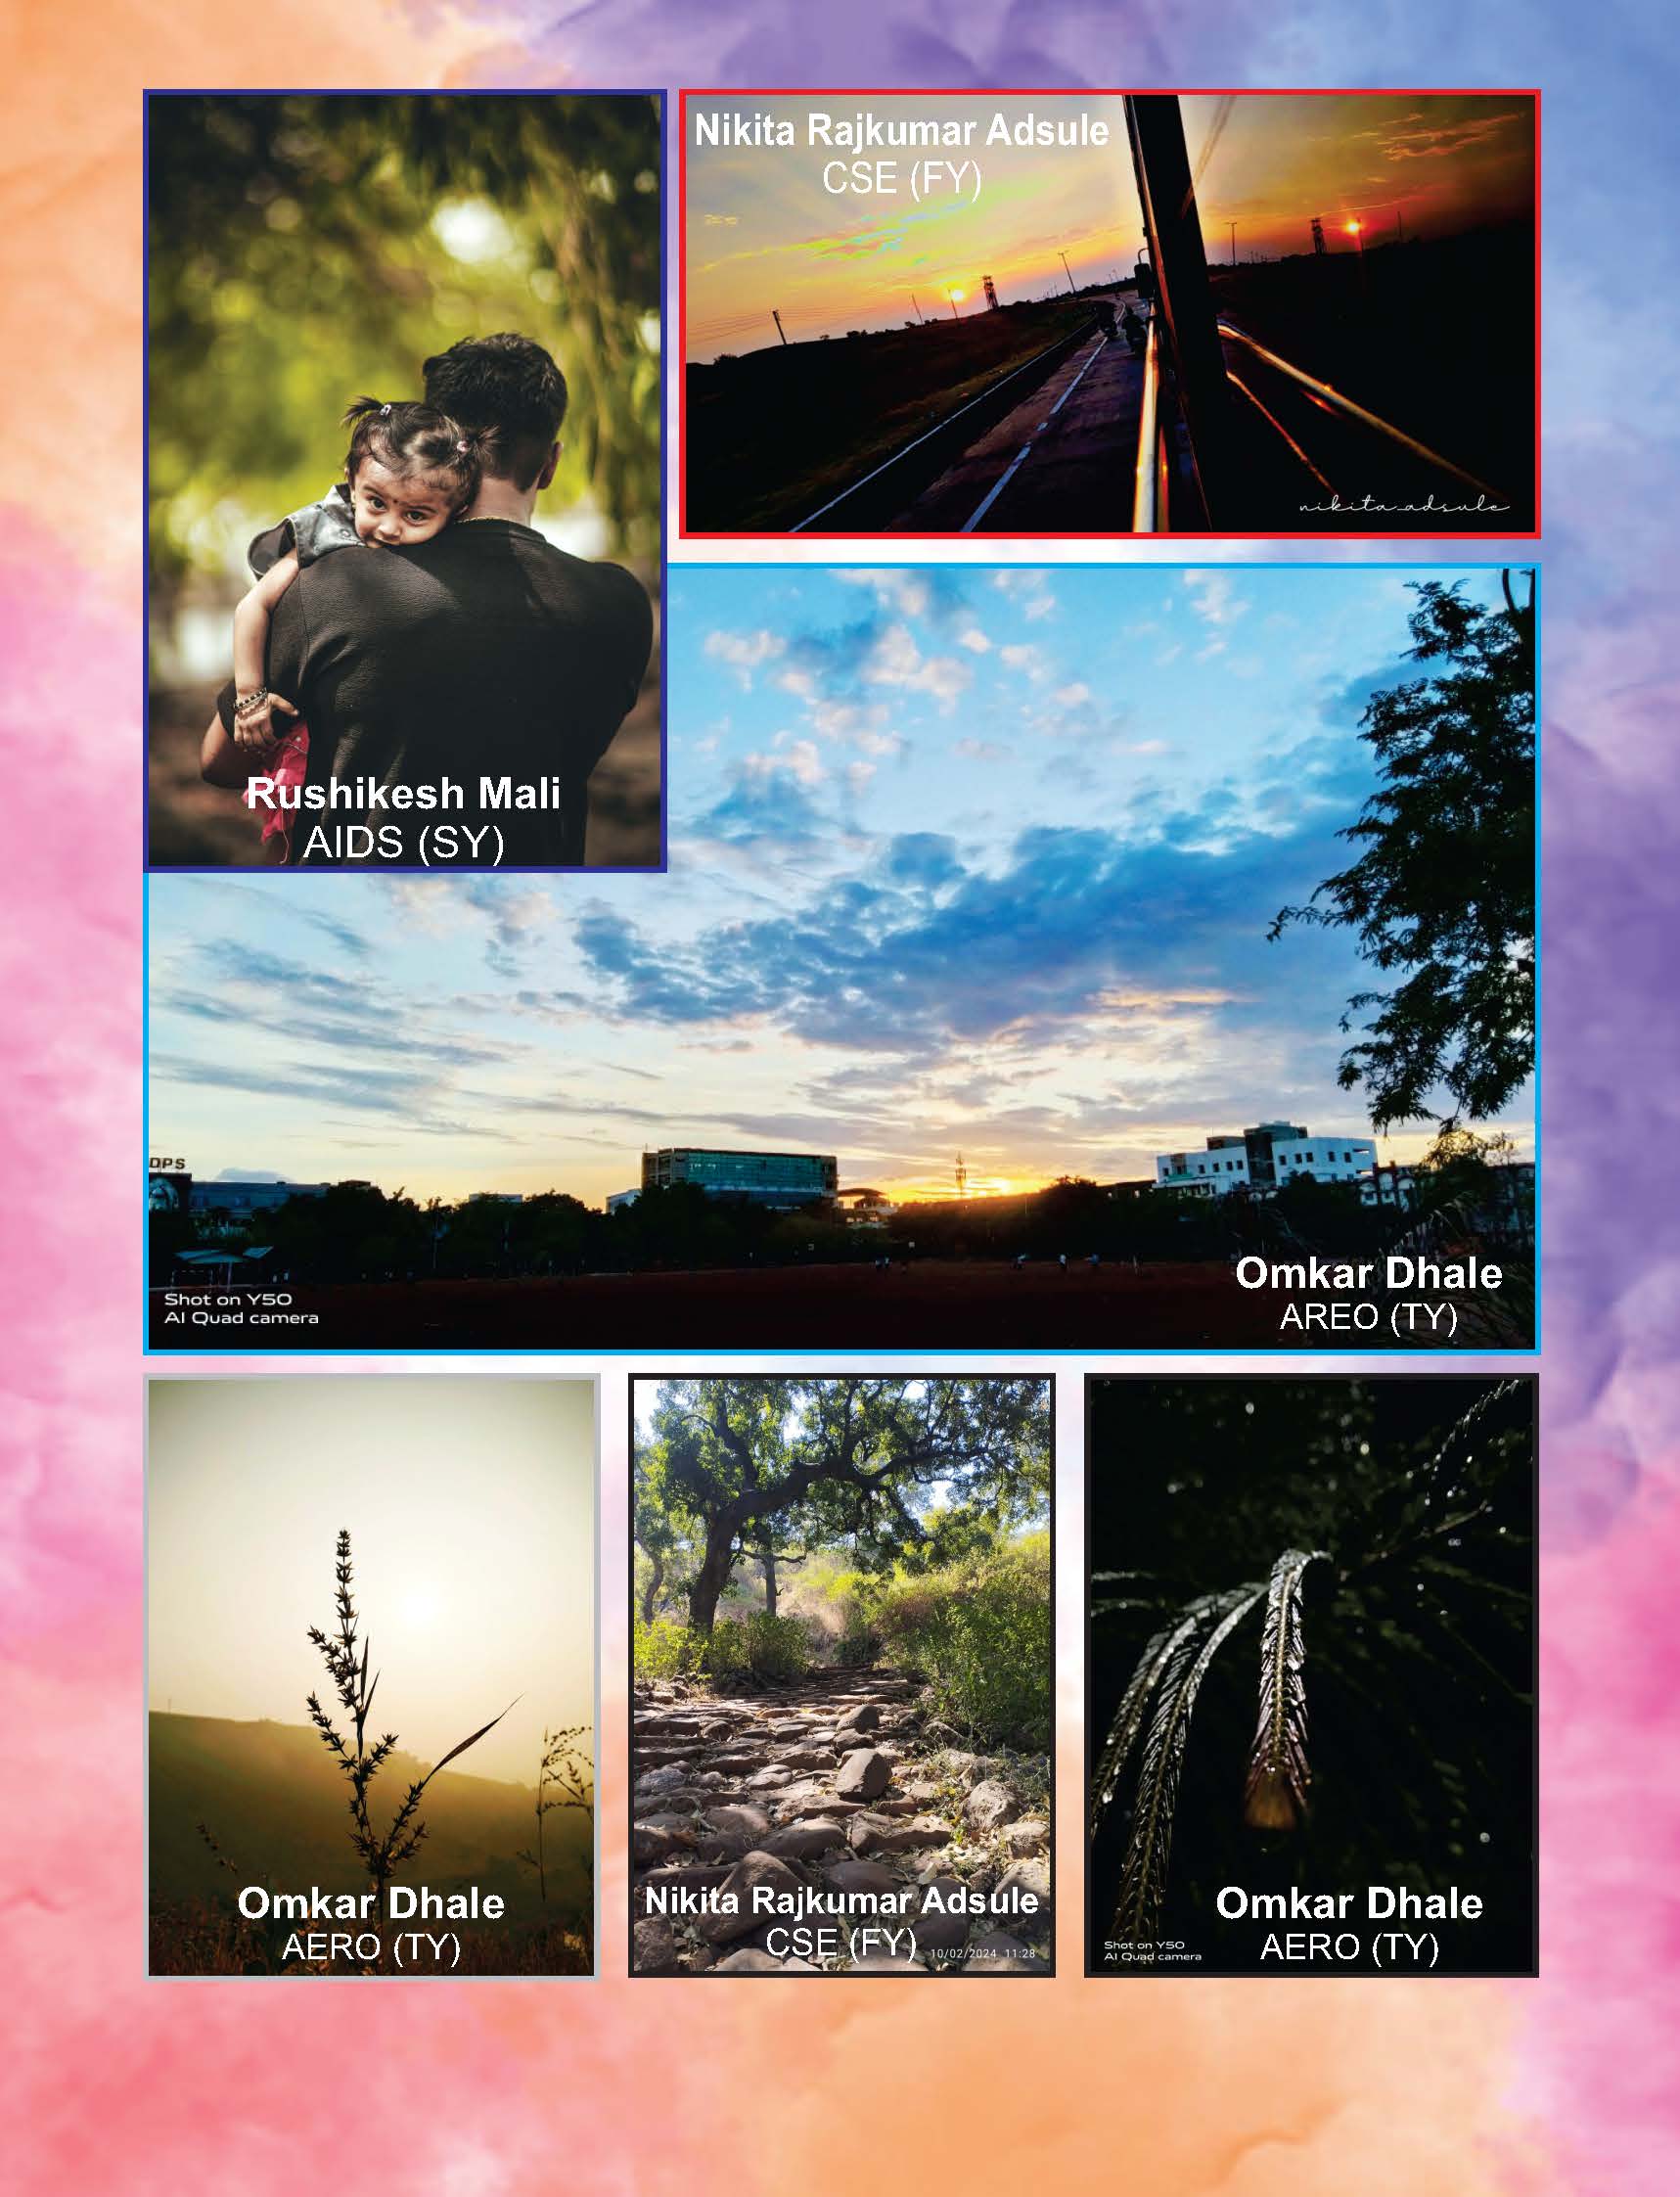 Nikita Rajkumar Adsule
CSE (FY)
nikita_adsule
Rushikesh Mali
AIDS (SY)
DPS
Shot on Y50
AI Quad camera
Omkar Dhale
AREO (TY)
Omkar Dhale
AERO (TY)
Nikita Rajkumar Adsule
CSE (FY)
10/02/2024 11:28
Shot on Y50
AI Quad camera
Omkar Dhale
AERO (TY)